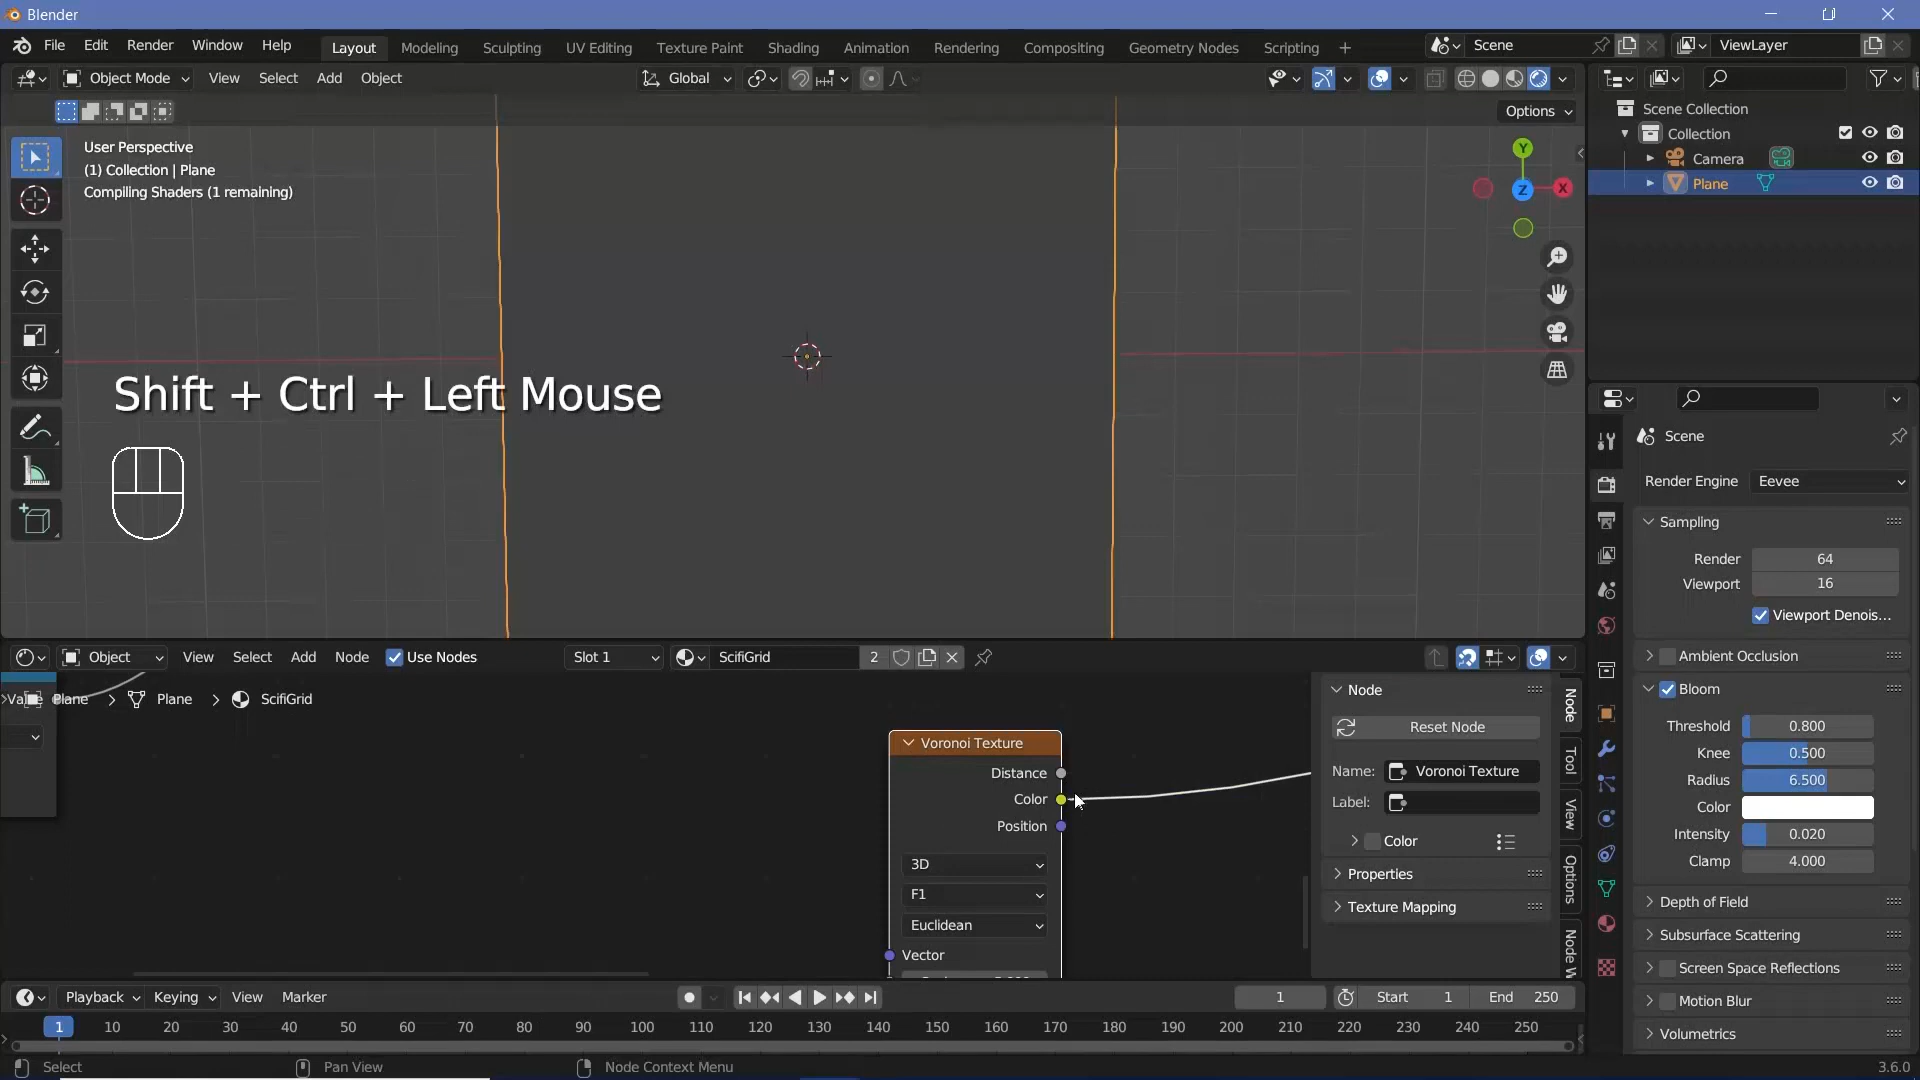 Blender
File Edit Render Window Help
Layout Modeling Sculpting UV Editing Texture Paint Shading Animation Rendering Compositing Geometry Nodes Scripting
Scene ViewLayer
Object Mode View Select Add Object Global
Options
User Perspective
(1) Collection | Plane
Compiling Shaders (1 remaining)
Y
X
Z
Shift + Ctrl + Left Mouse
Scene Collection
Collection
Camera
Plane
Scene
Render Engine Eevee
Sampling
Render 64
Viewport 16
Viewport Denois...
Ambient Occlusion
Bloom
Threshold 0.800
Knee 0.500
Radius 6.500
Color
Intensity 0.020
Clamp 4.000
Depth of Field
Subsurface Scattering
Screen Space Reflections
Motion Blur
Volumetrics
Object View Select Add Node Use Nodes Slot 1 ScifiGrid 2
Plane Plane ScifiGrid
Voronoi Texture
Distance
Color
Position
3D
F1
Euclidean
Vector
Node
Reset Node
Name: Voronoi Texture
Label:
Color
Properties
Texture Mapping
Node
Tool
View
Options
Node W
Playback Keying View Marker
1 Start 1 End 250
1 10 20 30 40 50 60 70 80 90 100 110 120 130 140 150 160 170 180 190 200 210 220 230 240 250
Select Pan View Node Context Menu 3.6.0